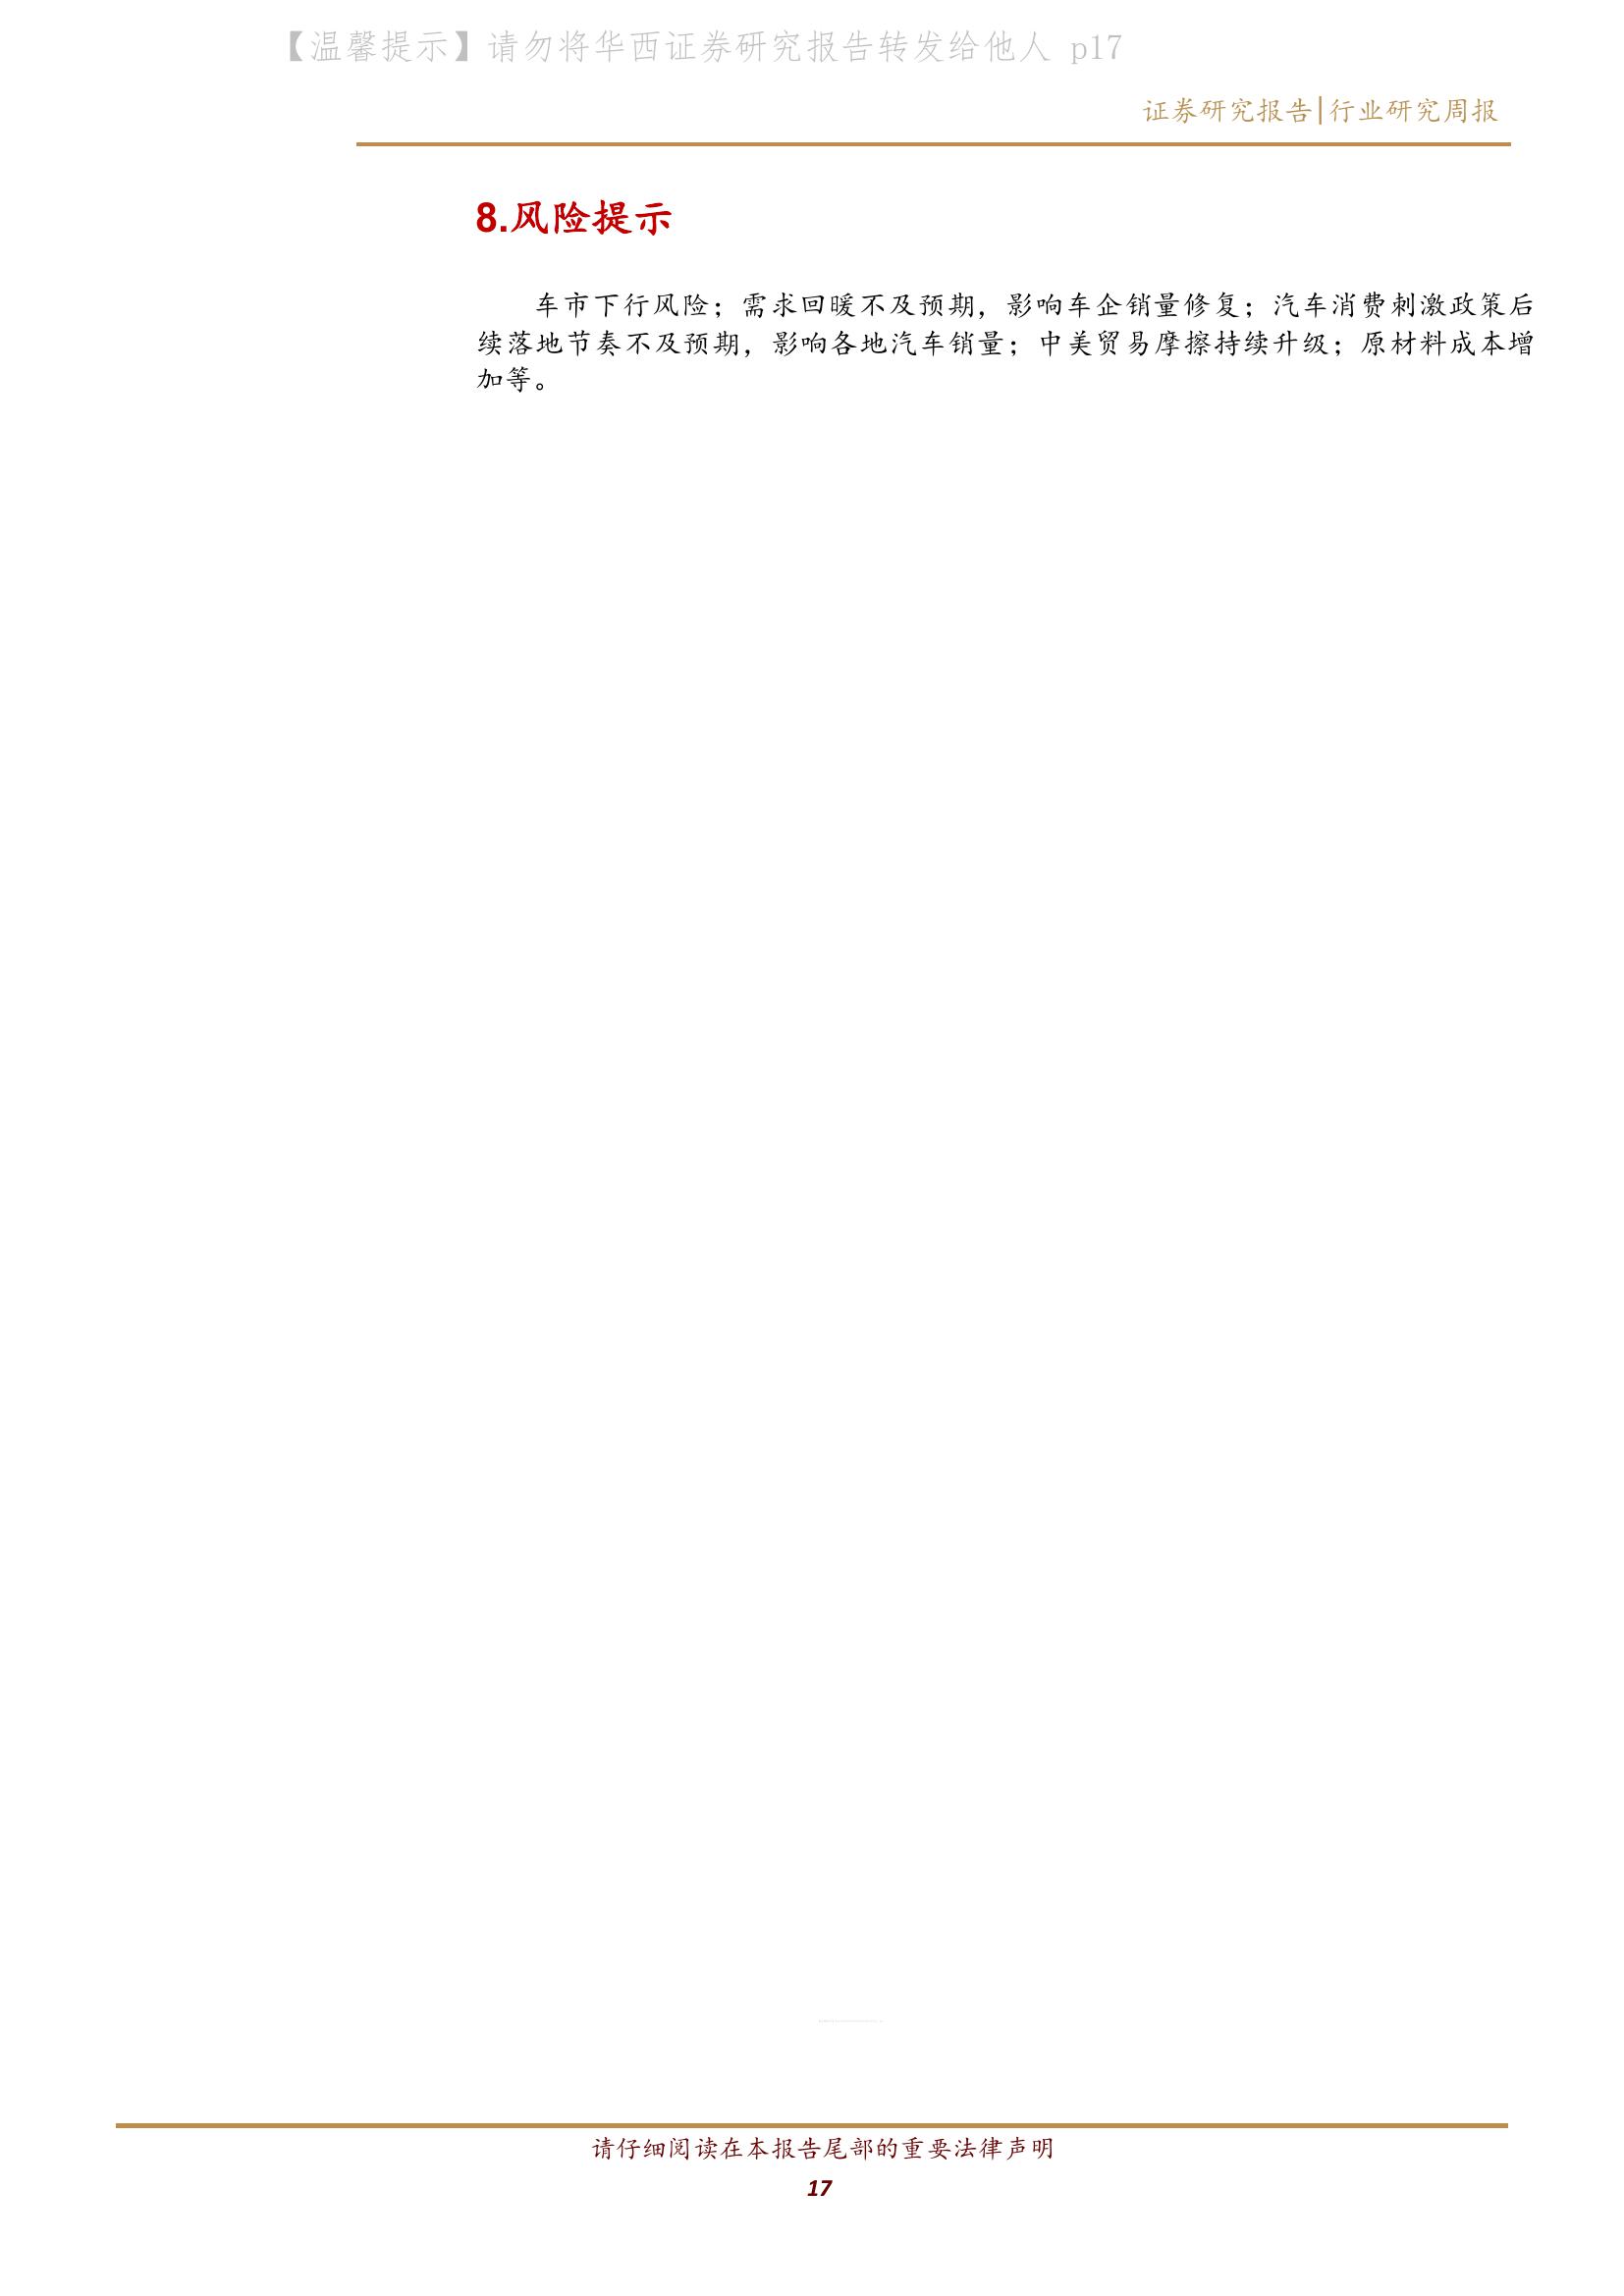 【温馨提示】请勿将华西证券研究报告转发给他人 p17
证券研究报告|行业研究周报
8.风险提示
车市下行风险；需求回暖不及预期，影响车企销量修复；汽车消费刺激政策后
续落地节奏不及预期，影响各地汽车销量；中美贸易摩擦持续升级；原材料成本增
加等。
请仔细阅读在本报告尾部的重要法律声明
17